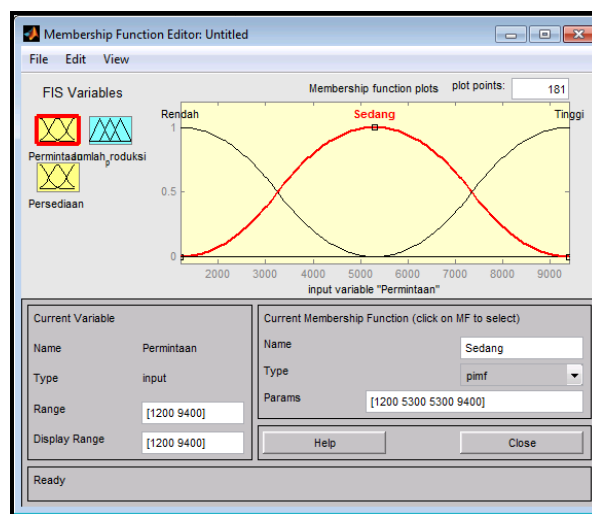 Membership Function Editor: Untitled
File Edit View
FIS Variables
Membership function plots plot points: 181
Rendah Sedang Tinggi
1
0.5
0
2000 3000 4000 5000 6000 7000 8000 9000
input variable "Permintaan"
Permintaan Jumlah_produksi
Persediaan
Current Variable
Name Permintaan
Type input
Range [1200 9400]
Display Range [1200 9400]
Current Membership Function (click on MF to select)
Name Sedang
Type pimf
Params [1200 5300 5300 9400]
Help Close
Ready